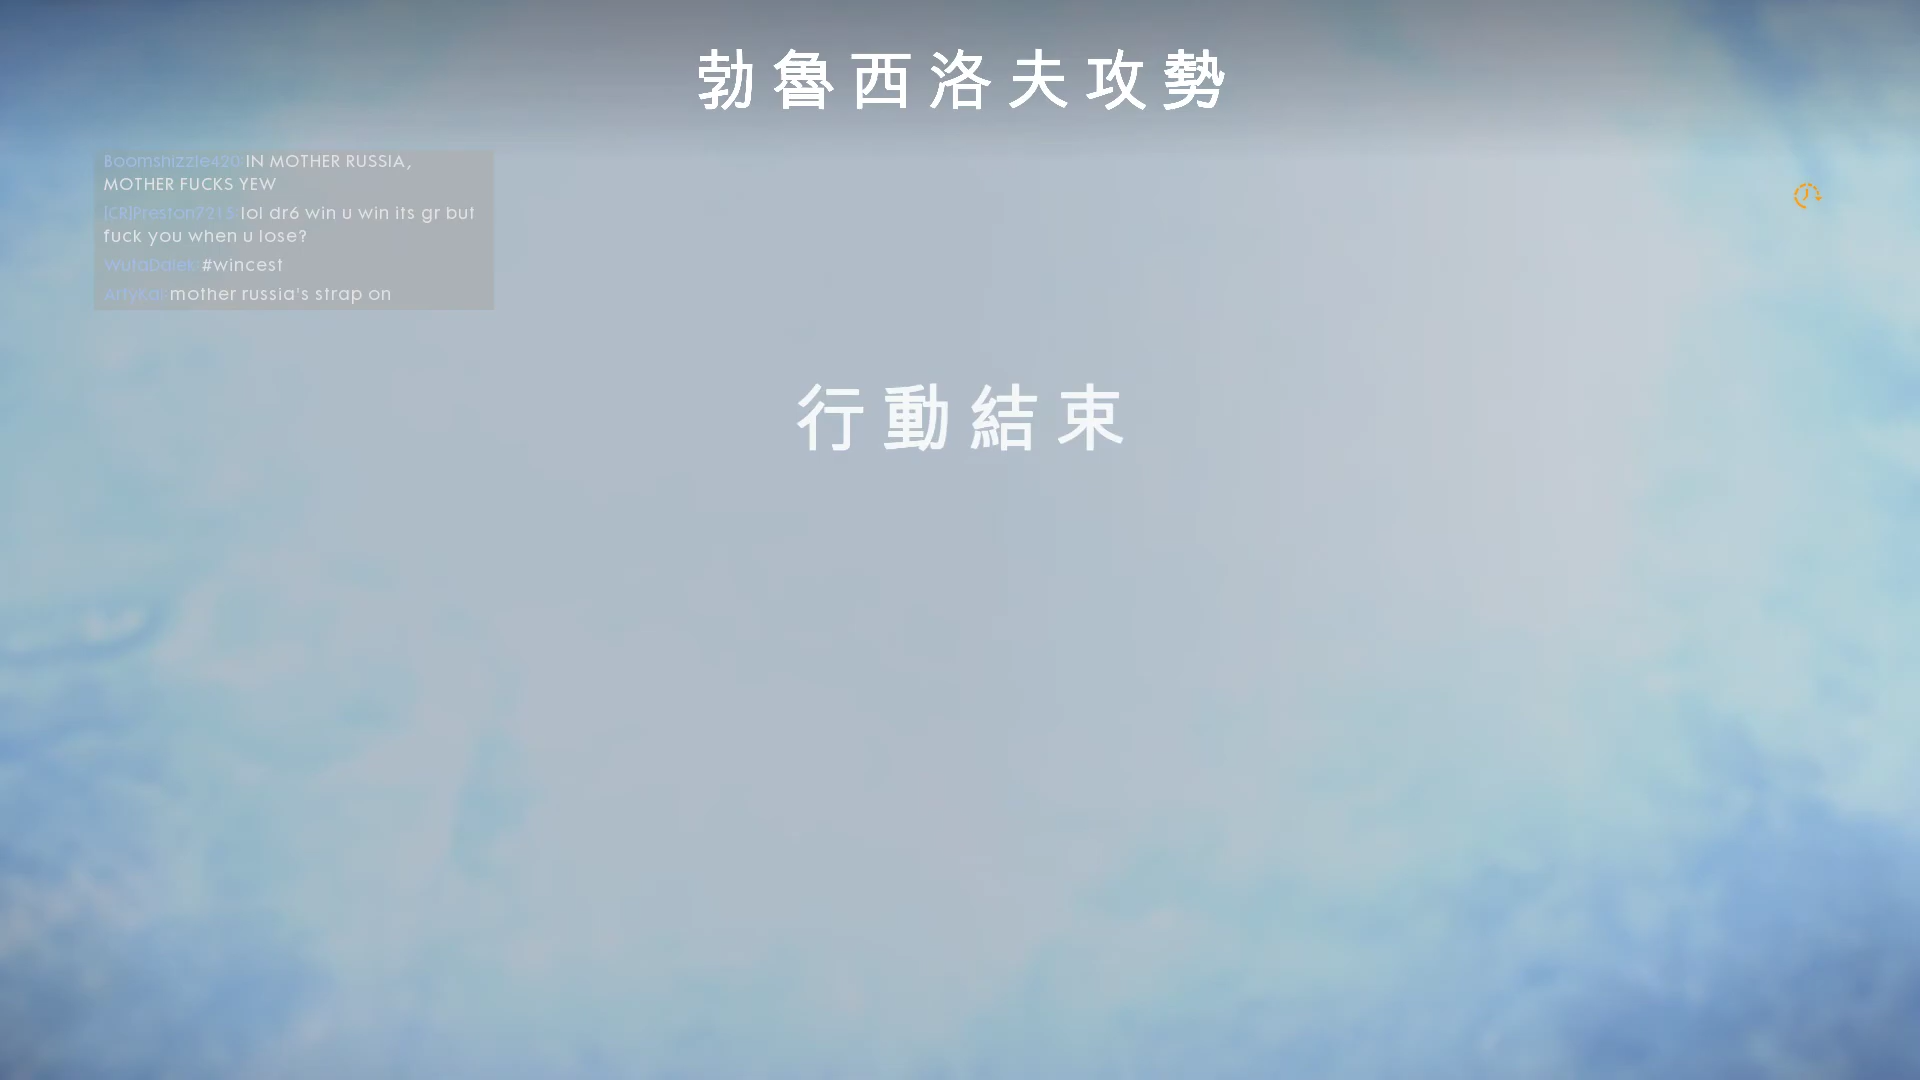 勃魯西洛夫攻勢
Boomshizzle420: IN MOTHER RUSSIA,
MOTHER FUCKS YEW
[CR]Preston7215: lol dr6 win u win its gr but
fuck you when u lose?
WutaDalek: #wincest
ArtyKai: mother russia's strap on
行動結束